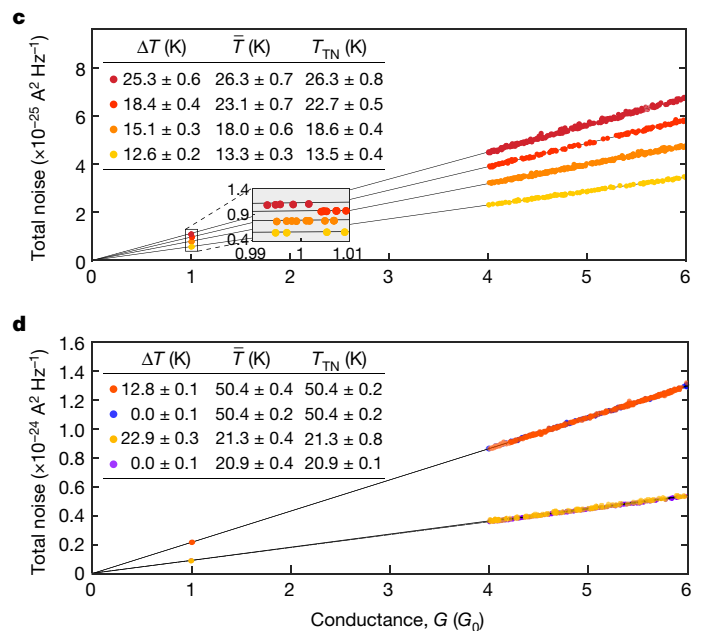 c
Total noise (×10⁻²⁵ A² Hz⁻¹)
8
6
4
2
0
ΔT (K) T̅ (K) T_TN (K)
25.3 ± 0.6 26.3 ± 0.7 26.3 ± 0.8
18.4 ± 0.4 23.1 ± 0.7 22.7 ± 0.5
15.1 ± 0.3 18.0 ± 0.6 18.6 ± 0.4
12.6 ± 0.2 13.3 ± 0.3 13.5 ± 0.4
1.4
0.9
0.4
0.99 1 1.01
0 1 2 3 4 5 6
d
Total noise (×10⁻²⁴ A² Hz⁻¹)
1.6
1.4
1.2
1.0
0.8
0.6
0.4
0.2
0
ΔT (K) T̅ (K) T_TN (K)
12.8 ± 0.1 50.4 ± 0.4 50.4 ± 0.2
0.0 ± 0.1 50.4 ± 0.2 50.4 ± 0.2
22.9 ± 0.3 21.3 ± 0.4 21.3 ± 0.8
0.0 ± 0.1 20.9 ± 0.4 20.9 ± 0.1
0 1 2 3 4 5 6
Conductance, G (G₀)